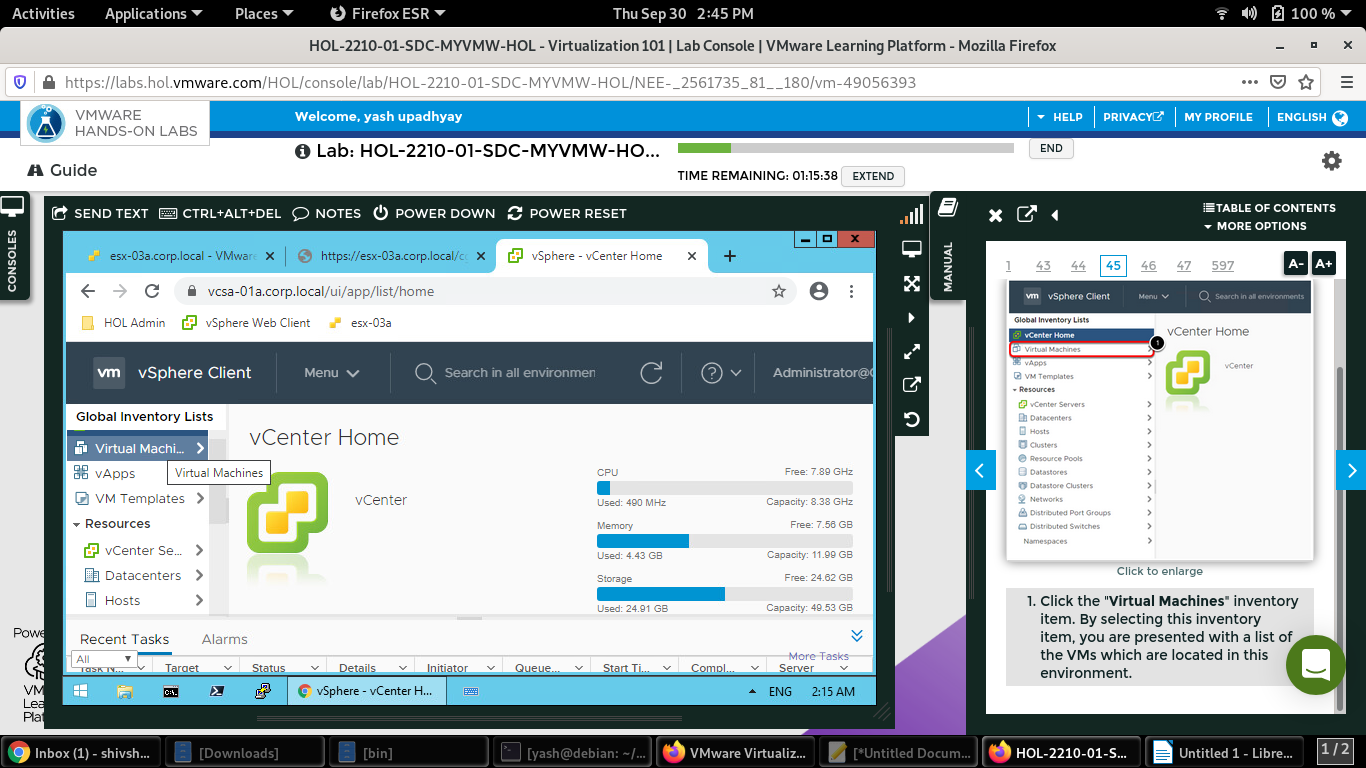 Activities Applications Places Firefox ESR Thu Sep 30 2:45 PM 100 %
HOL-2210-01-SDC-MYVMW-HOL - Virtualization 101 | Lab Console | VMware Learning Platform - Mozilla Firefox
https://labs.hol.vmware.com/HOL/console/lab/HOL-2210-01-SDC-MYVMW-HOL/NEE-_2561735_81__180/vm-49056393
VMWARE
HANDS-ON LABS
Welcome, yash upadhyay
HELP PRIVACY MY PROFILE ENGLISH
Guide
Lab: HOL-2210-01-SDC-MYVMW-HO...
END
TIME REMAINING: 01:15:38 EXTEND
CONSOLES
SEND TEXT CTRL+ALT+DEL NOTES POWER DOWN POWER RESET
esx-03a.corp.local - VMware https://esx-03a.corp.local/c vSphere - vCenter Home
vcsa-01a.corp.local/ui/app/list/home
HOL Admin vSphere Web Client esx-03a
vm vSphere Client Menu Search in all environmen Administrator@
Global Inventory Lists
Virtual Machi...
vApps
Virtual Machines
VM Templates
Resources
vCenter Se...
Datacenters
Hosts
vCenter Home
vCenter
CPU Free: 7.89 GHz
Used: 490 MHz Capacity: 8.38 GHz
Memory Free: 7.56 GB
Used: 4.43 GB Capacity: 11.99 GB
Storage Free: 24.62 GB
Used: 24.91 GB Capacity: 49.53 GB
Recent Tasks Alarms
All More Tasks
Target Status Details Initiator Queue... Start Ti... Compl... Server
vSphere - vCenter H... ENG 2:15 AM
Powe
VM
Lea
Platf
MANUAL
TABLE OF CONTENTS
MORE OPTIONS
1 43 44 45 46 47 597 A- A+
vm vSphere Client Menu Search in all environments
Global Inventory Lists
vCenter Home
Virtual Machines
vApps
VM Templates
Resources
vCenter Servers
Datacenters
Hosts
Clusters
Resource Pools
Datastores
Datastore Clusters
Networks
Distributed Port Groups
Distributed Switches
Namespaces
vCenter Home
1
vCenter
Click to enlarge
1. Click the "Virtual Machines" inventory
item. By selecting this inventory
item, you are presented with a list of
the VMs which are located in this
environment.
Inbox (1) - shivsh... [Downloads] [bin] [yash@debian: ~/... VMware Virtualiz... [*Untitled Docum... HOL-2210-01-S... Untitled 1 - Libre... 1 / 2